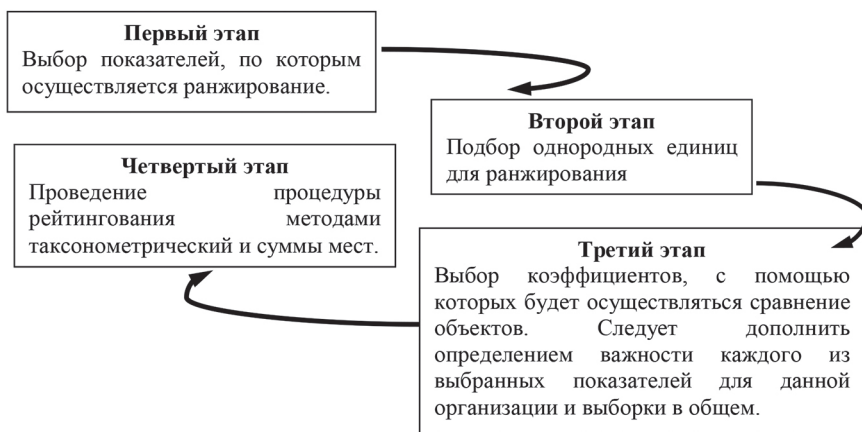 Первый этап
Выбор показателей, по которым
осуществляется ранжирование.
Второй этап
Подбор однородных единиц
для ранжирования
Третий этап
Выбор коэффициентов, с помощью
которых будет осуществляться сравнение
объектов. Следует дополнить
определением важности каждого из
выбранных показателей для данной
организации и выборки в общем.
Четвертый этап
Проведение процедуры
рейтингования методами
таксонометрический и суммы мест.